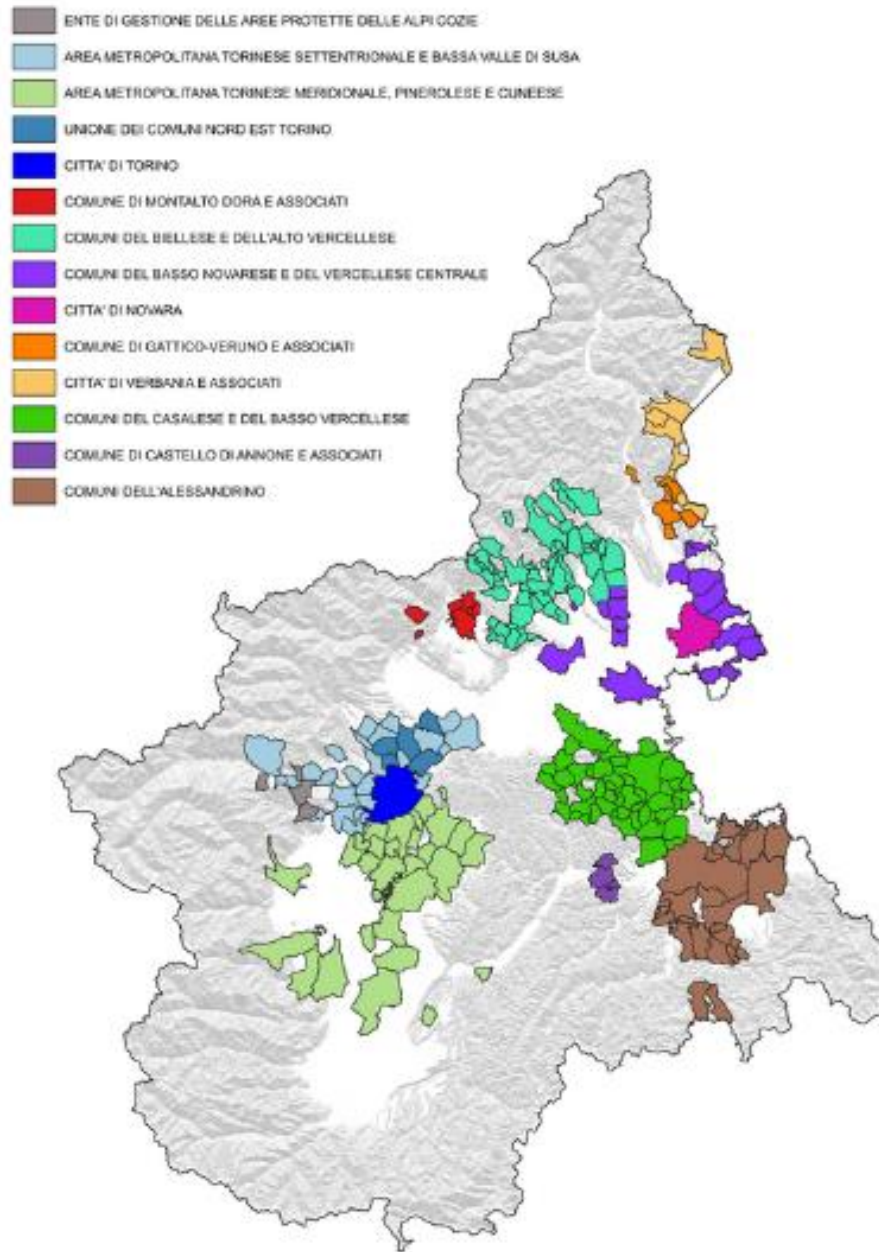 ENTE DI GESTIONE DELLE AREE PROTETTE DELLE ALPI COZIE
AREA METROPOLITANA TORINESE SETTENTRIONALE E BASSA VALLE DI SUSA
AREA METROPOLITANA TORINESE MERIDIONALE, PINEROLESE E CUNEESE
UNIONE DEI COMUNI NORD EST TORINO
CITTA' DI TORINO
COMUNE DI MONTALTO DORA E ASSOCIATI
COMUNI DEL BIELLESE E DELL'ALTO VERCELLESE
COMUNI DEL BASSO NOVARESE E DEL VERCELLESE CENTRALE
CITTA' DI NOVARA
COMUNE DI GATTICO-VERUNO E ASSOCIATI
CITTA' DI VERBANIA E ASSOCIATI
COMUNI DEL CASALESE E DEL BASSO VERCELLESE
COMUNE DI CASTELLO DI ANNONE E ASSOCIATI
COMUNI DELL'ALESSANDRINO